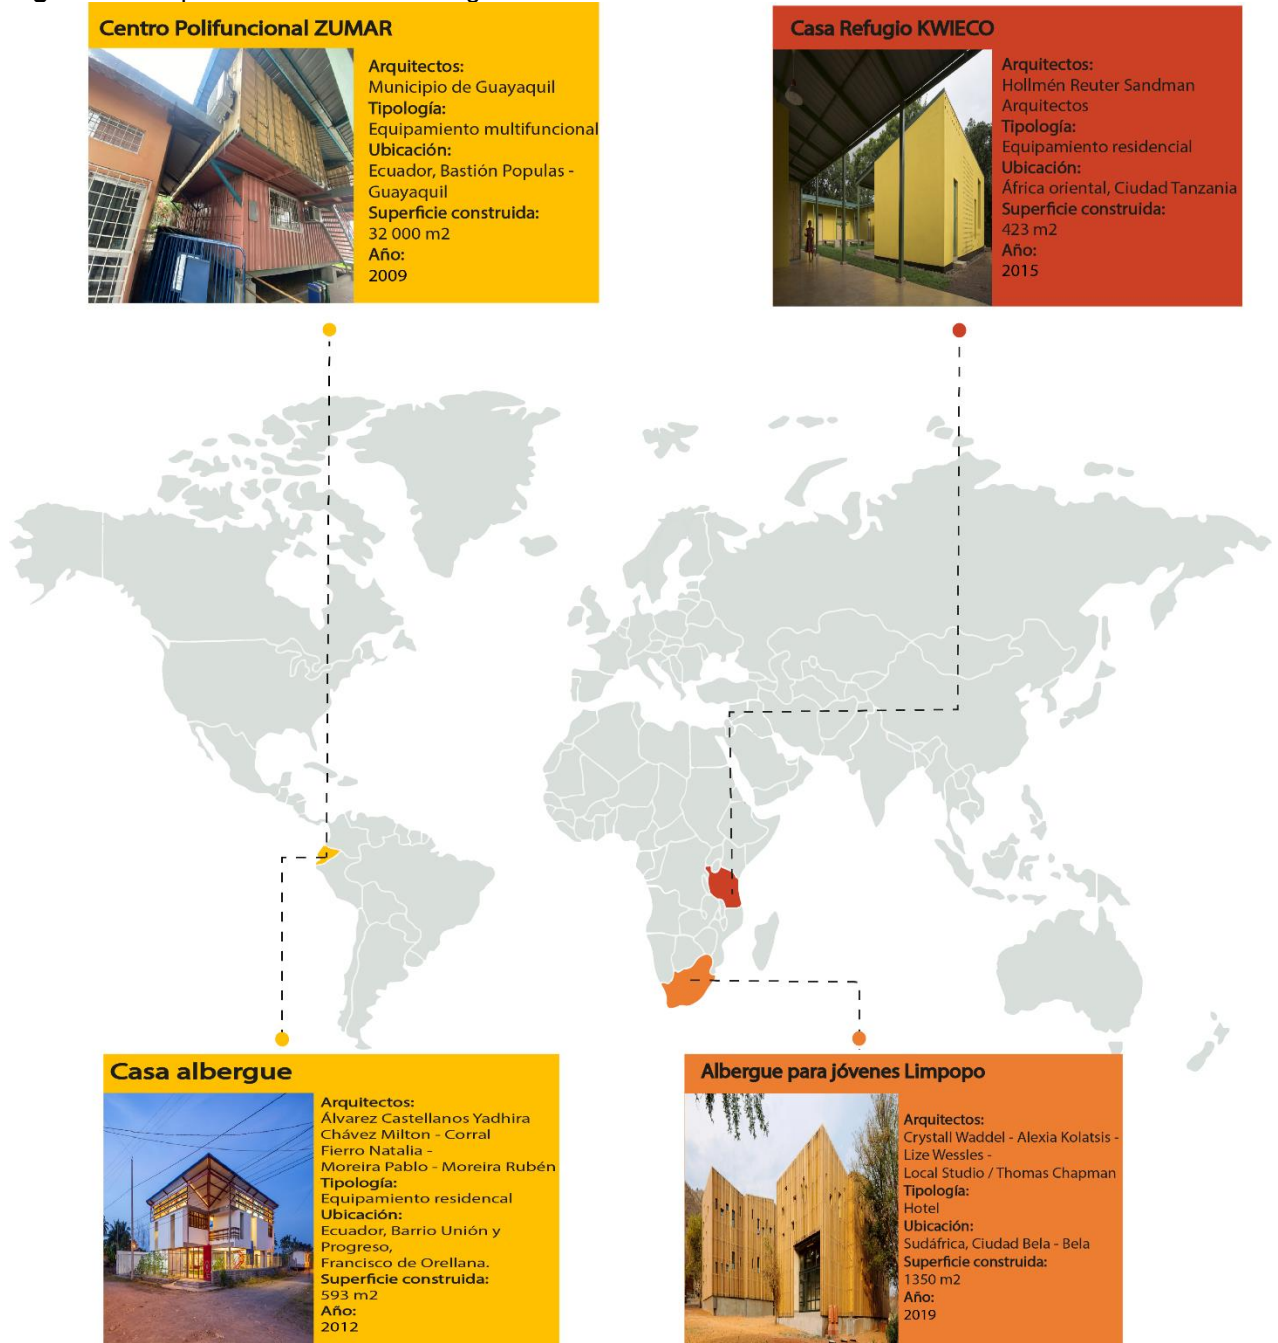 Centro Polifuncional ZUMAR
Arquitectos:
Municipio de Guayaquil
Tipología:
Equipamiento multifuncional
Ubicación:
Ecuador, Bastión Populas -
Guayaquil
Superficie construida:
32 000 m2
Año:
2009
Casa Refugio KWIECO
Arquitectos:
Hollmén Reuter Sandman
Arquitectos
Tipología:
Equipamiento residencial
Ubicación:
África oriental, Ciudad Tanzania
Superficie construida:
423 m2
Año:
2015
Casa albergue
Arquitectos:
Álvarez Castellanos Yadhira
Chávez Milton - Corral
Fierro Natalia -
Moreira Pablo - Moreira Rubén
Tipología:
Equipamiento residencal
Ubicación:
Ecuador, Barrio Unión y
Progreso,
Francisco de Orellana.
Superficie construida:
593 m2
Año:
2012
Albergue para jóvenes Limpopo
Arquitectos:
Crystall Waddel - Alexia Kolatsis -
Lize Wessles -
Local Studio / Thomas Chapman
Tipología:
Hotel
Ubicación:
Sudáfrica, Ciudad Bela - Bela
Superficie construida:
1350 m2
Año:
2019